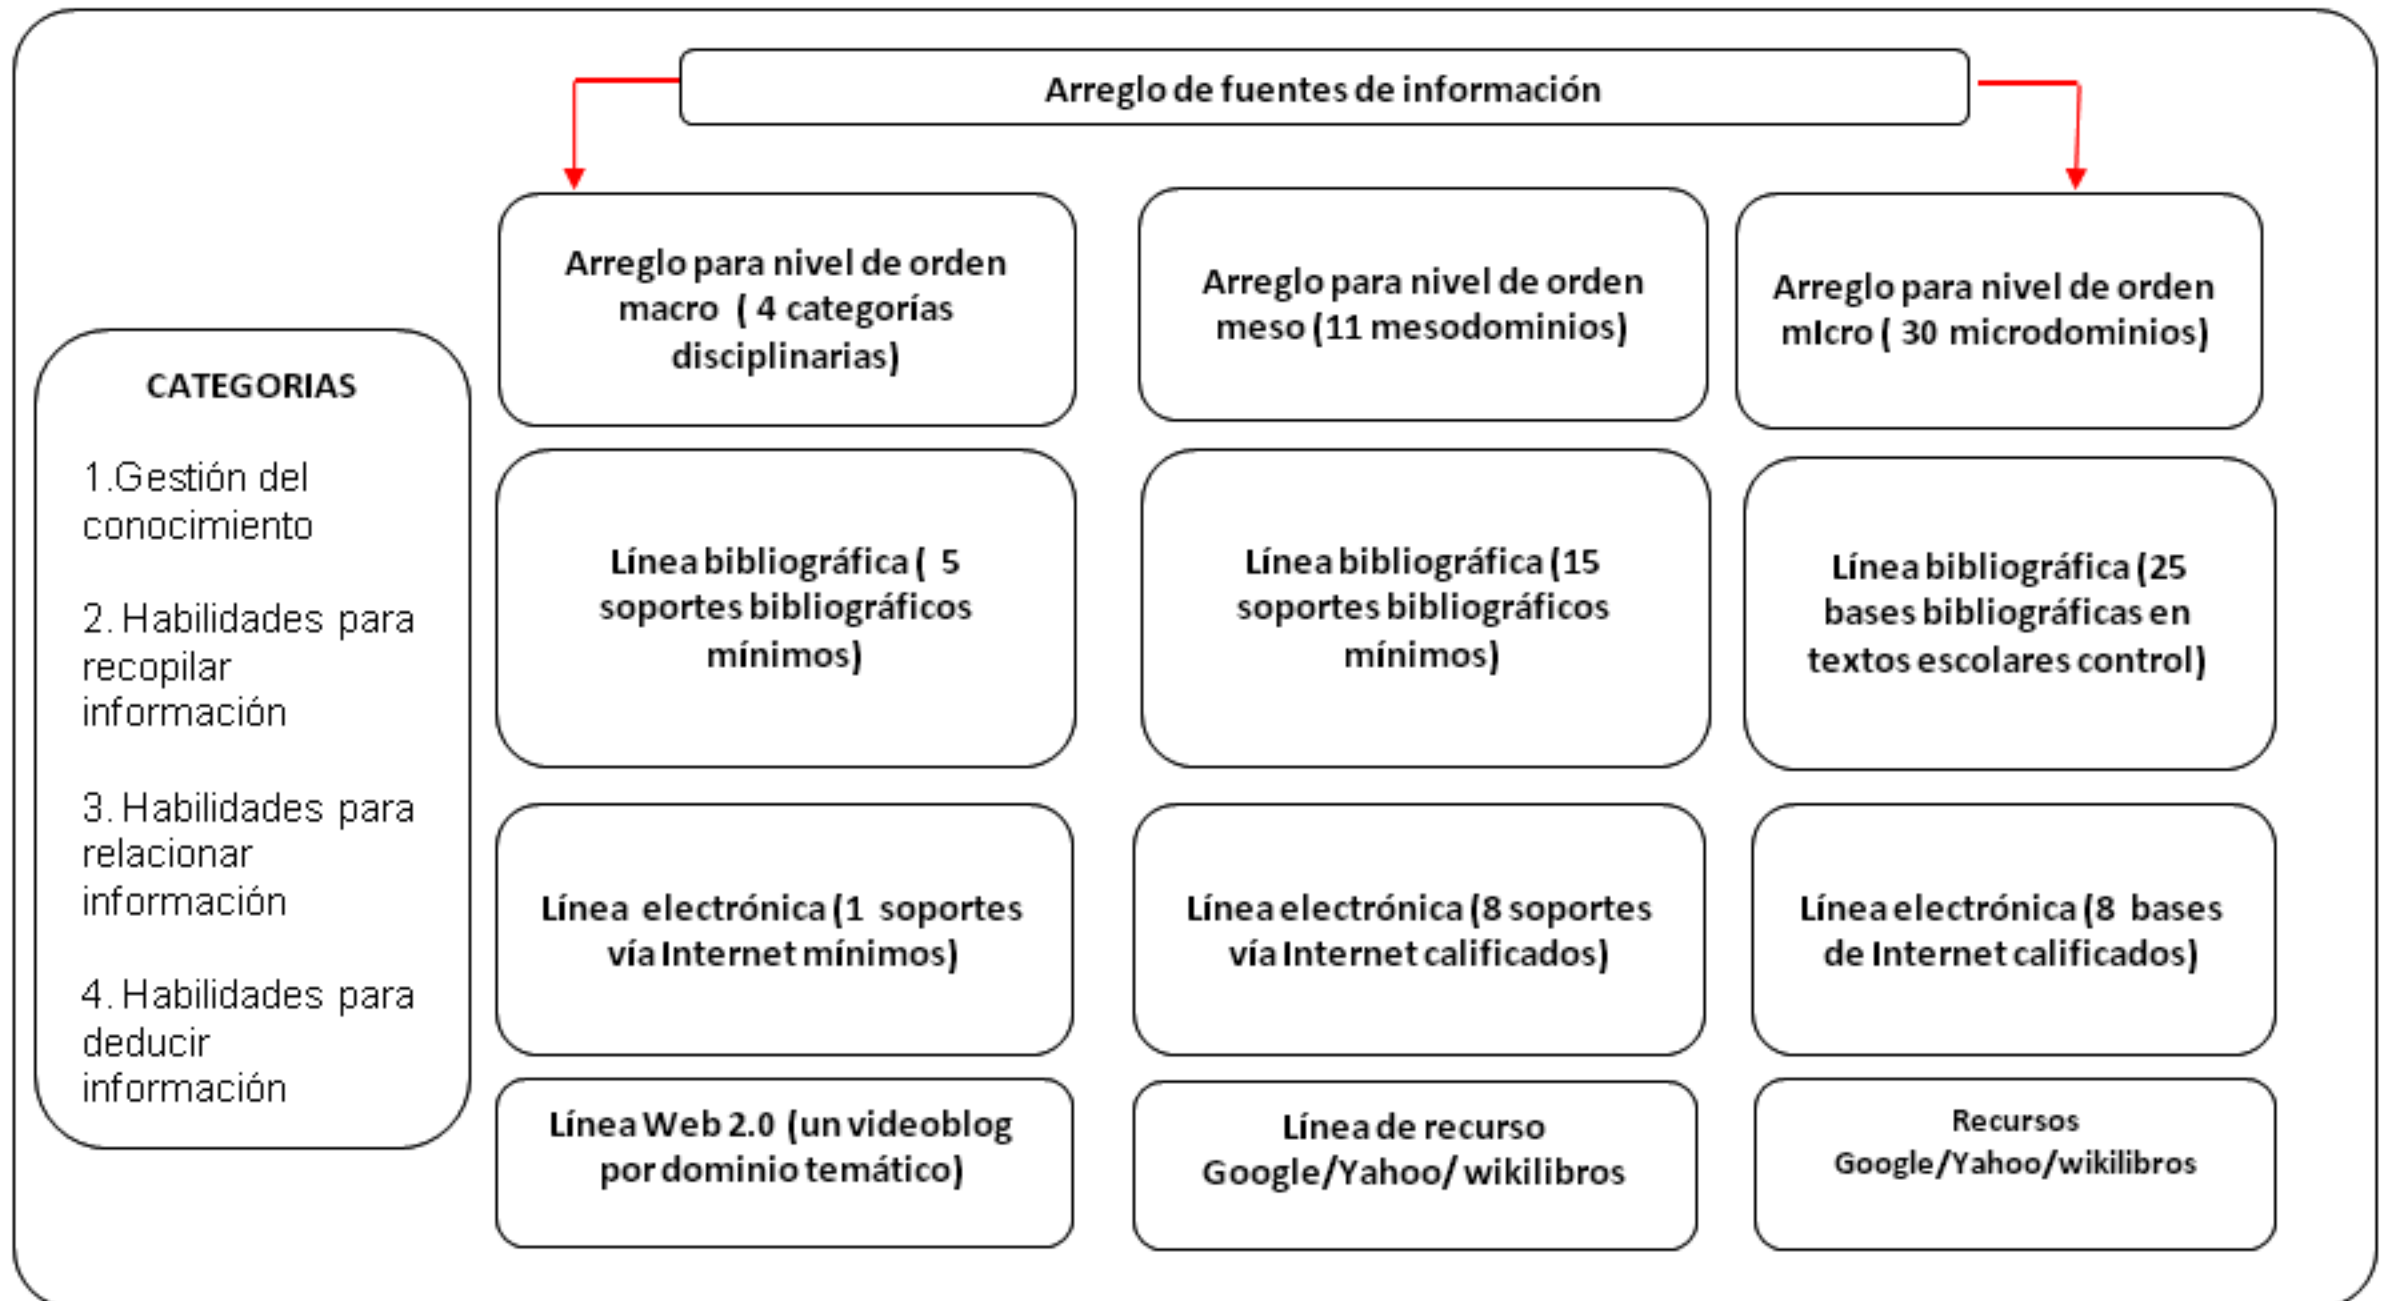 Arreglo de fuentes de información
Arreglo para nivel de orden
macro ( 4 categorías
disciplinarias)
Arreglo para nivel de orden
meso (11 mesodominios)
Arreglo para nivel de orden
mIcro ( 30 microdominios)
CATEGORIAS
1.Gestión del
conocimiento
2. Habilidades para
recopilar
información
3. Habilidades para
relacionar
información
4. Habilidades para
deducir
información
Línea bibliográfica ( 5
soportes bibliográficos
mínimos)
Línea bibliográfica (15
soportes bibliográficos
mínimos)
Línea bibliográfica (25
bases bibliográficas en
textos escolares control)
Línea electrónica (1 soportes
vía Internet mínimos)
Línea electrónica (8 soportes
vía Internet calificados)
Línea electrónica (8 bases
de Internet calificados)
Línea Web 2.0 (un videoblog
por dominio temático)
Línea de recurso
Google/Yahoo/ wikilibros
Recursos
Google/Yahoo/wikilibros